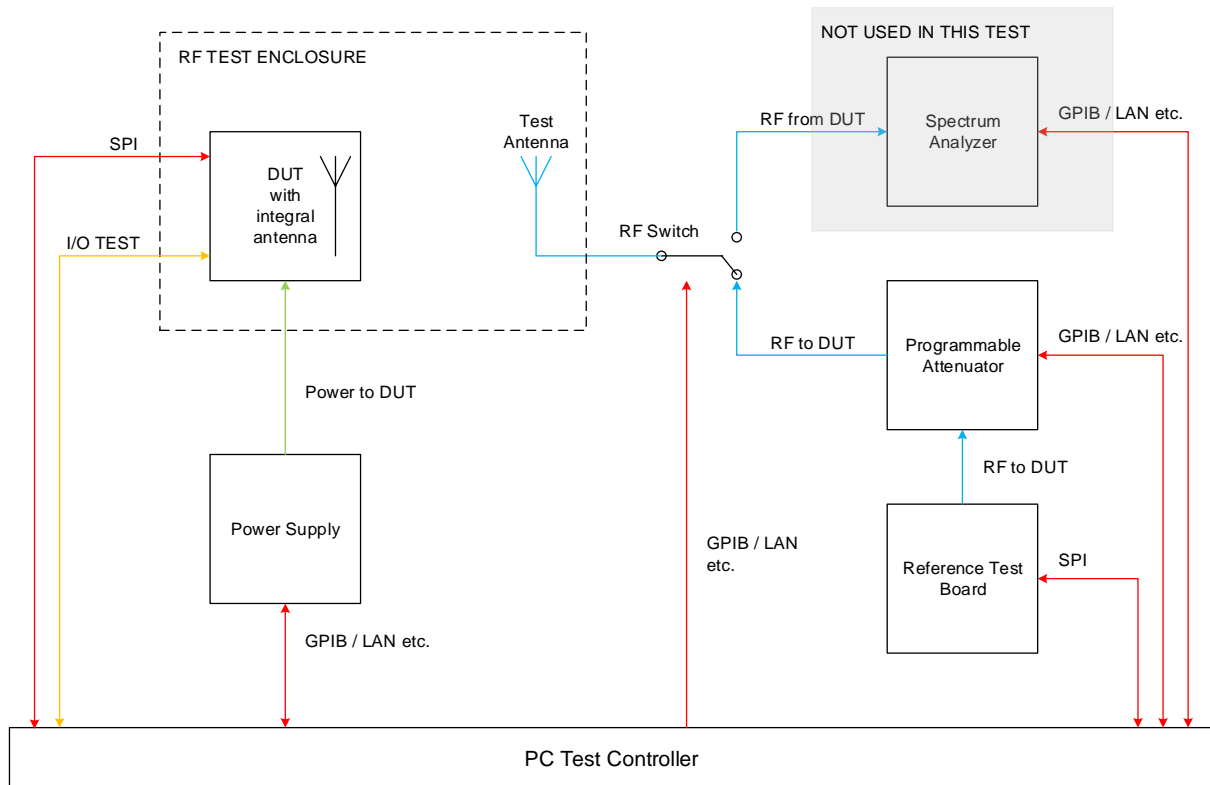 NOT USED IN THIS TEST
RF TEST ENCLOSURE
RF from DUT
Spectrum
Analyzer
GPIB / LAN etc.
Test
Antenna
SPI
DUT
with
integral
antenna
RF Switch
I/O TEST
RF to DUT
Programmable
Attenuator
GPIB / LAN etc.
Power to DUT
RF to DUT
Power Supply
GPIB / LAN
etc.
Reference Test
Board
SPI
GPIB / LAN etc.
PC Test Controller